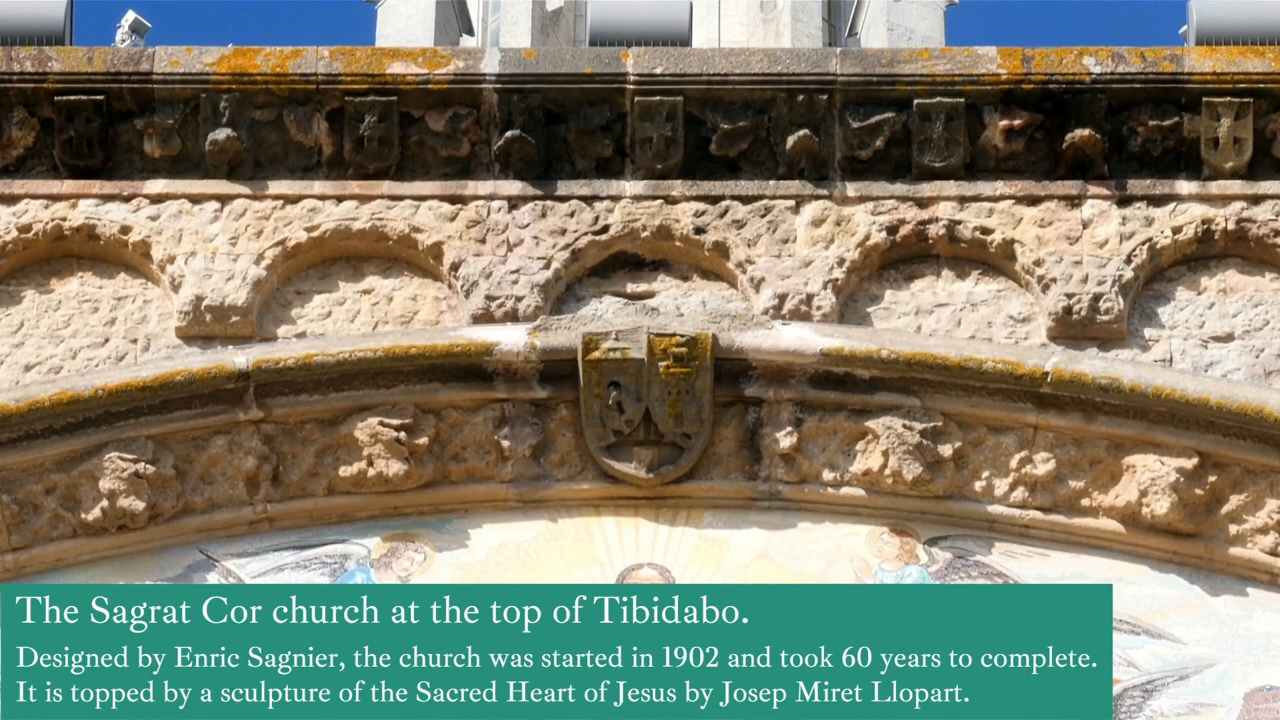 The Sagrat Cor church at the top of Tibidabo.
Designed by Enric Sagnier, the church was started in 1902 and took 60 years to complete.
It is topped by a sculpture of the Sacred Heart of Jesus by Josep Miret Llopart.